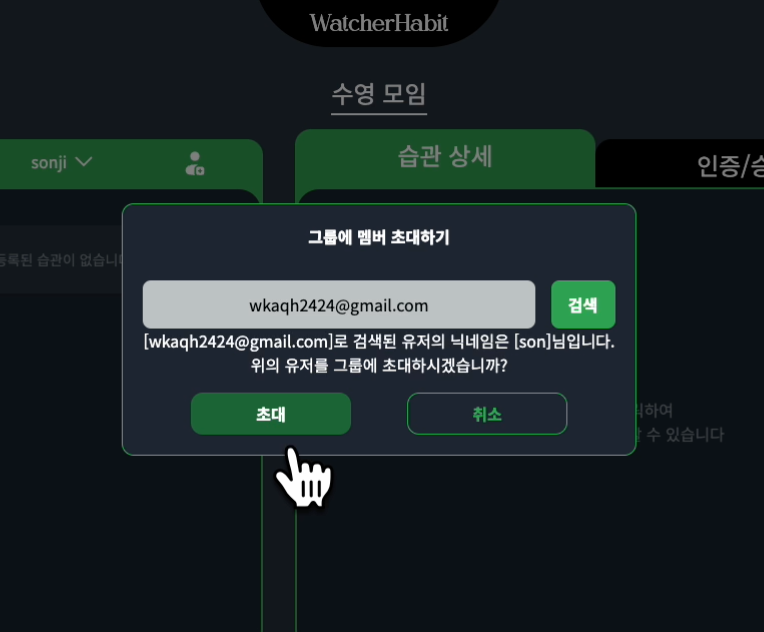 WatcherHabit
수영 모임
sonji
습관 상세
인증/승
등록된 습관이 없습니다
그룹에 멤버 초대하기
wkaqh2424@gmail.com
검색
[wkaqh2424@gmail.com]로 검색된 유저의 닉네임은 [son]님입니다.
위의 유저를 그룹에 초대하시겠습니까?
초대
취소
하여
수 있습니다